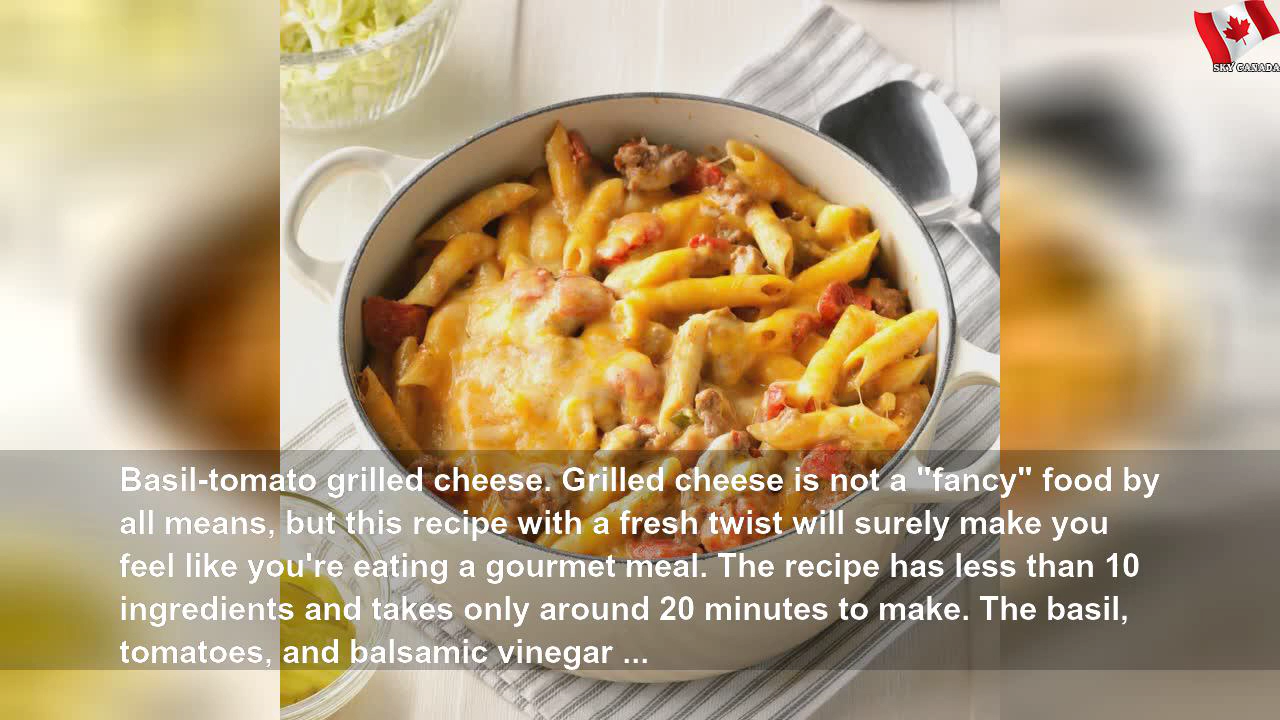 SKY CANADA
Basil-tomato grilled cheese. Grilled cheese is not a "fancy" food by
all means, but this recipe with a fresh twist will surely make you
feel like you're eating a gourmet meal. The recipe has less than 10
ingredients and takes only around 20 minutes to make. The basil,
tomatoes, and balsamic vinegar ...